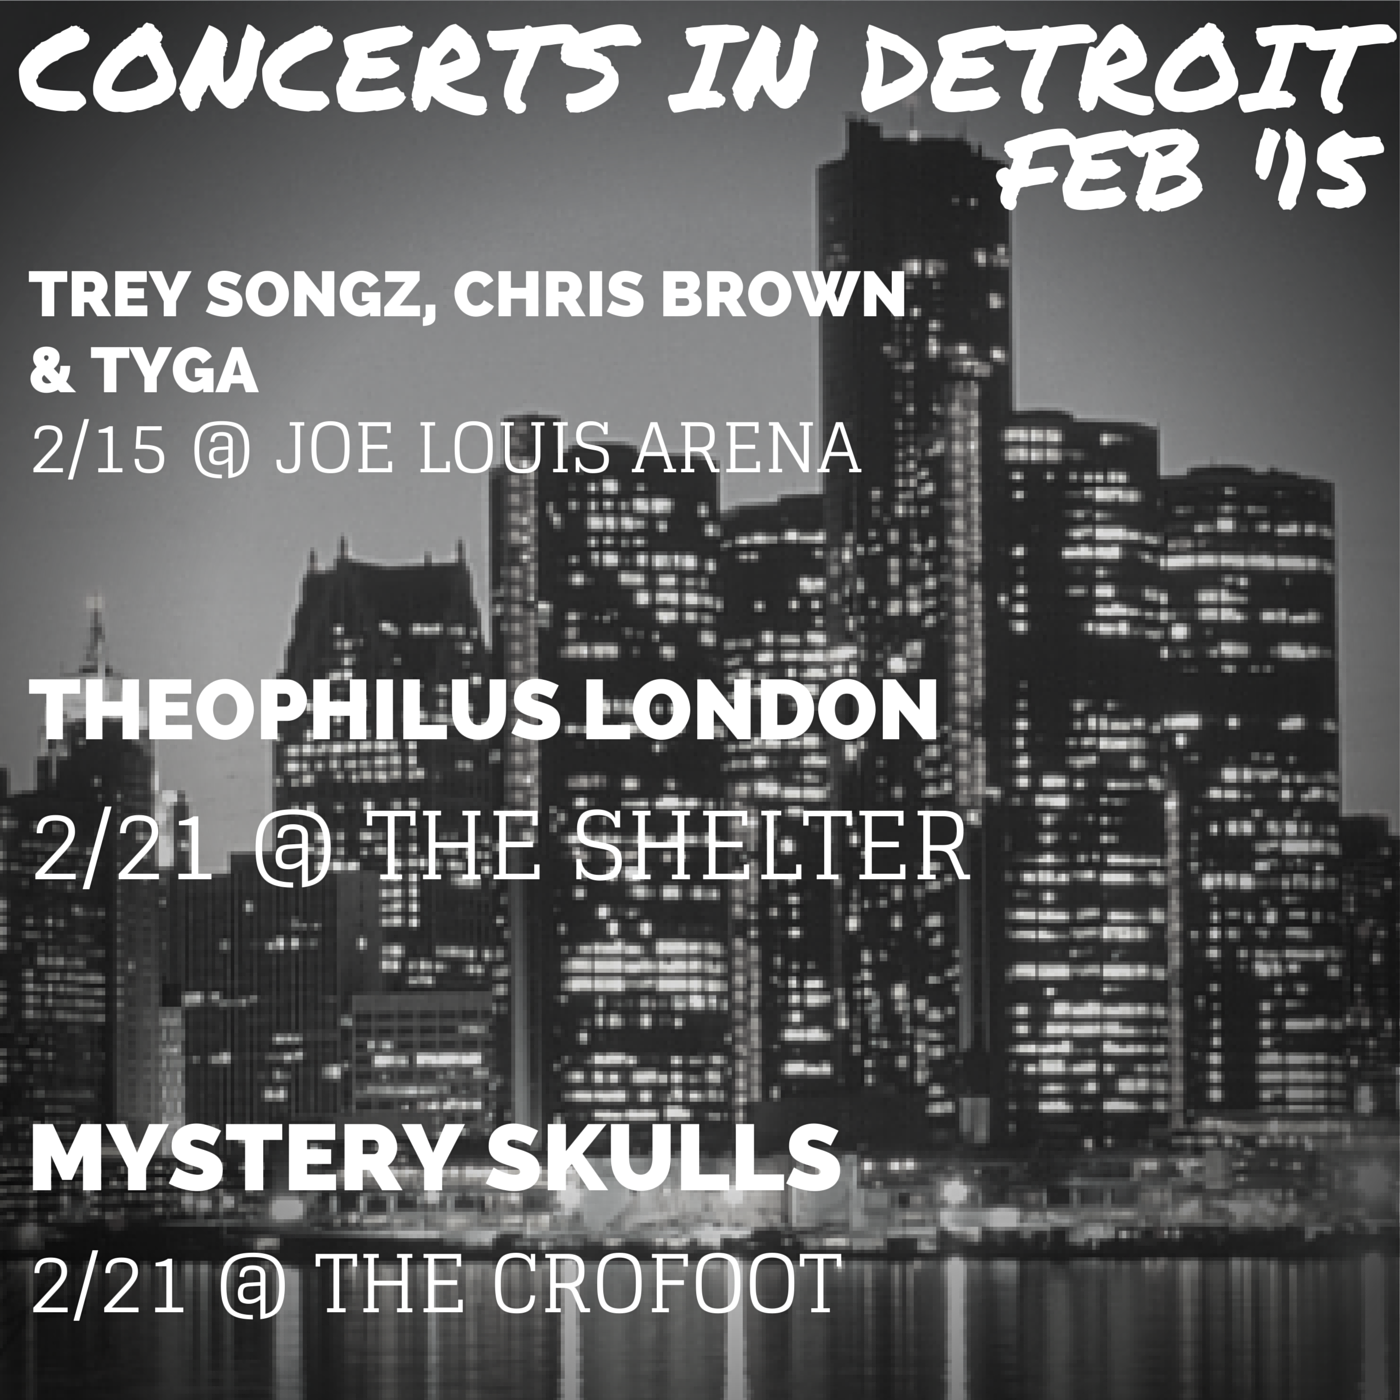 CONCERTS IN DETROIT
FEB '15
TREY SONGZ, CHRIS BROWN
& TYGA
2/15 @ JOE LOUIS ARENA
THEOPHILUS LONDON
2/21 @ THE SHELTER
MYSTERY SKULLS
2/21 @ THE CROFOOT